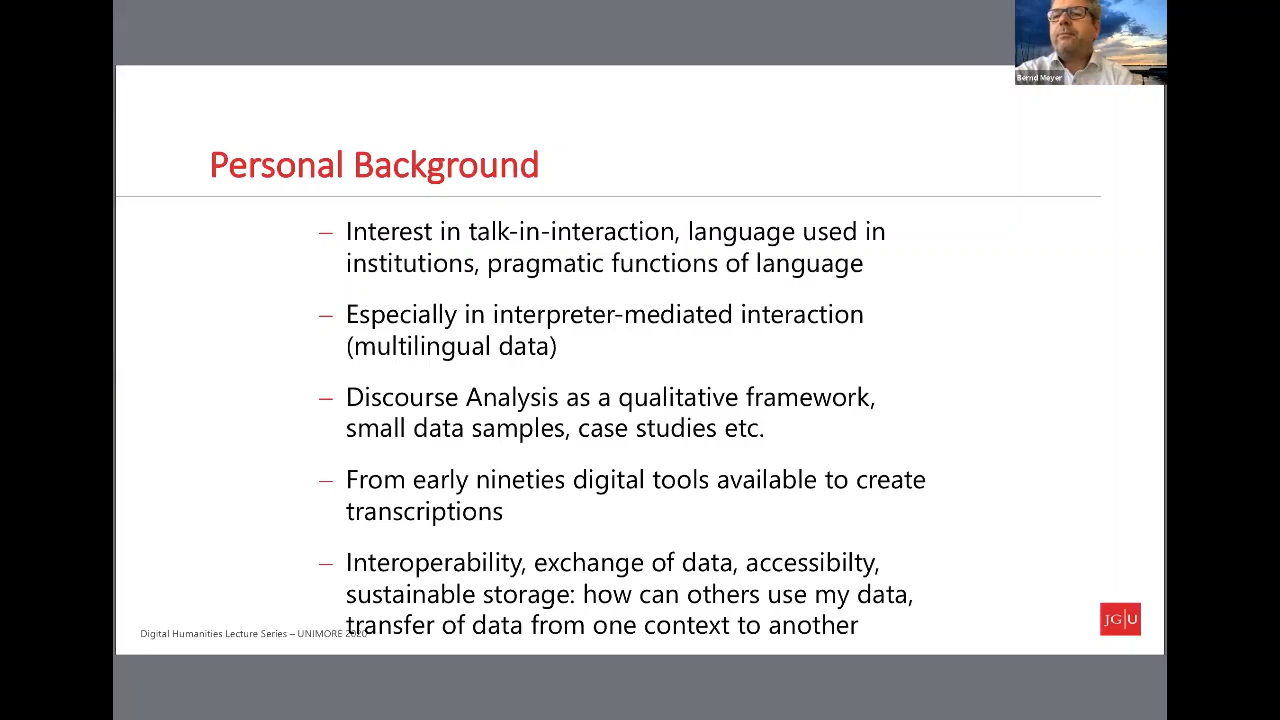 Bernd Meyer
Personal Background
– Interest in talk-in-interaction, language used in
institutions, pragmatic functions of language
– Especially in interpreter-mediated interaction
(multilingual data)
– Discourse Analysis as a qualitative framework,
small data samples, case studies etc.
– From early nineties digital tools available to create
transcriptions
– Interoperability, exchange of data, accessibilty,
sustainable storage: how can others use my data,
transfer of data from one context to another
Digital Humanities Lecture Series – UNIMORE 2020
JG|U